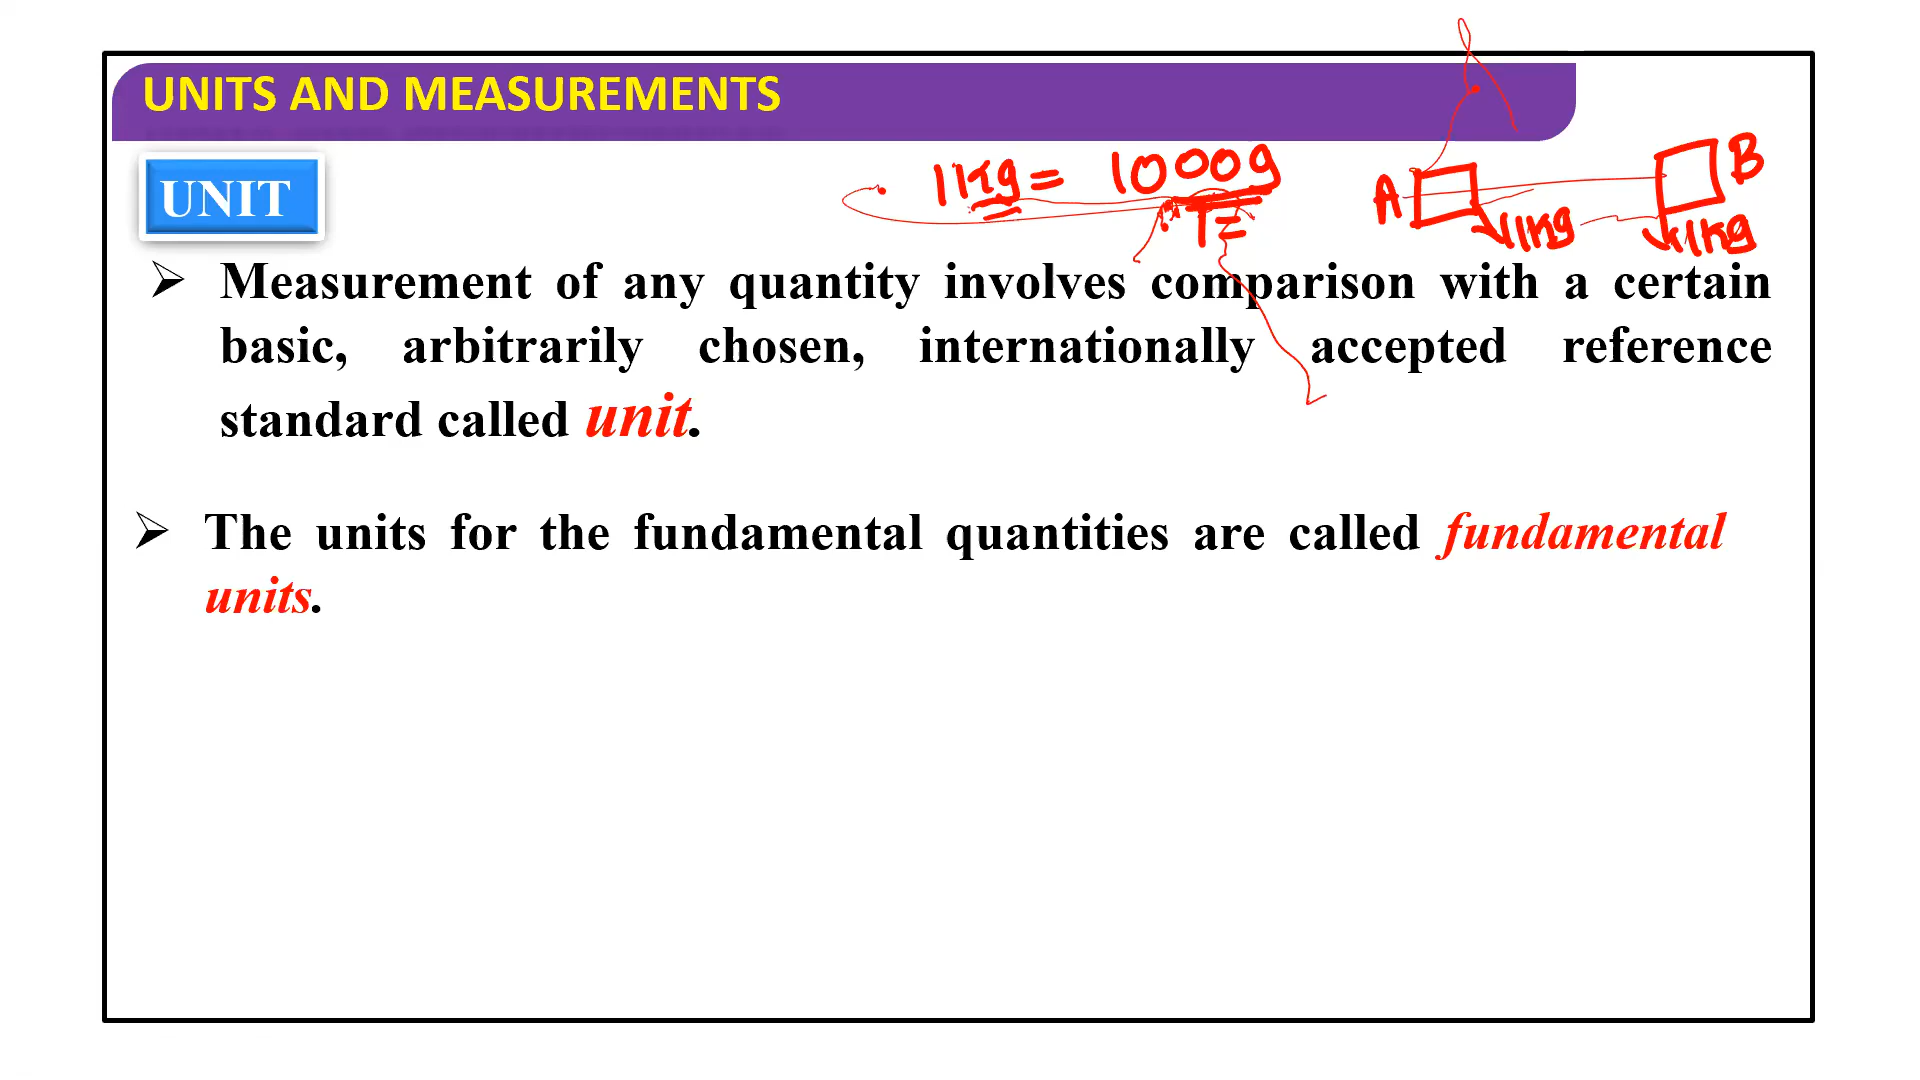 UNITS AND MEASUREMENTS
1Kg = 1000g
A
B
1Kg
1Kg
UNIT
➢ Measurement of any quantity involves comparison with a certain
basic, arbitrarily chosen, internationally accepted reference
standard called unit.
➢ The units for the fundamental quantities are called fundamental
units.